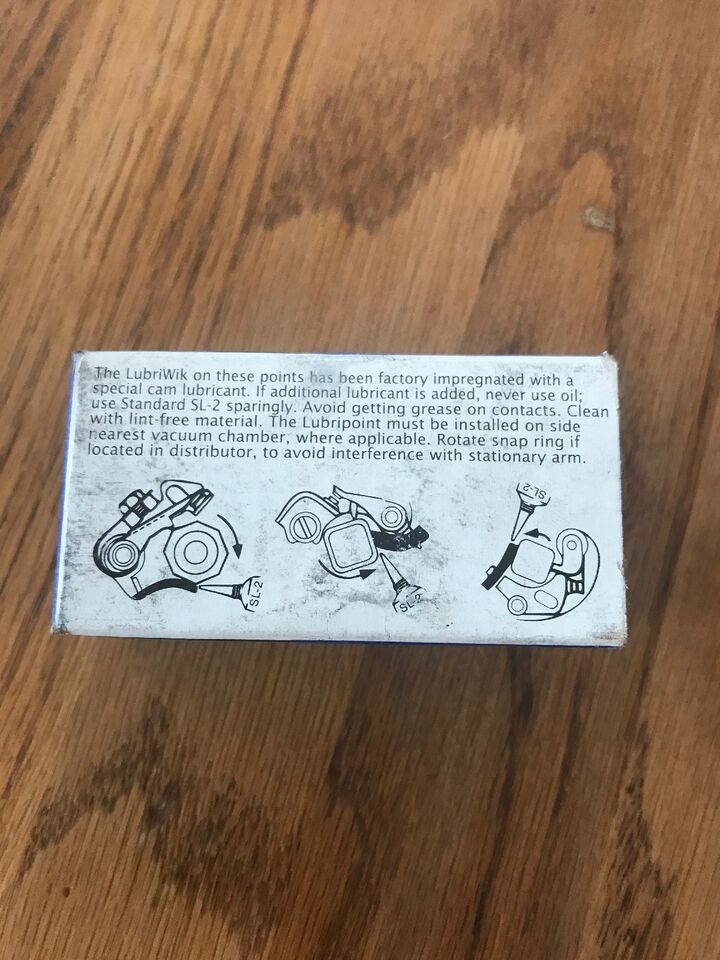 The LubriWik on these points has been factory impregnated with a
special cam lubricant. If additional lubricant is added, never use oil;
use Standard SL-2 sparingly. Avoid getting grease on contacts. Clean
with lint-free material. The Lubripoint must be installed on side
nearest vacuum chamber, where applicable. Rotate snap ring if
located in distributor, to avoid interference with stationary arm.
SL-2
SL-2
SL-2